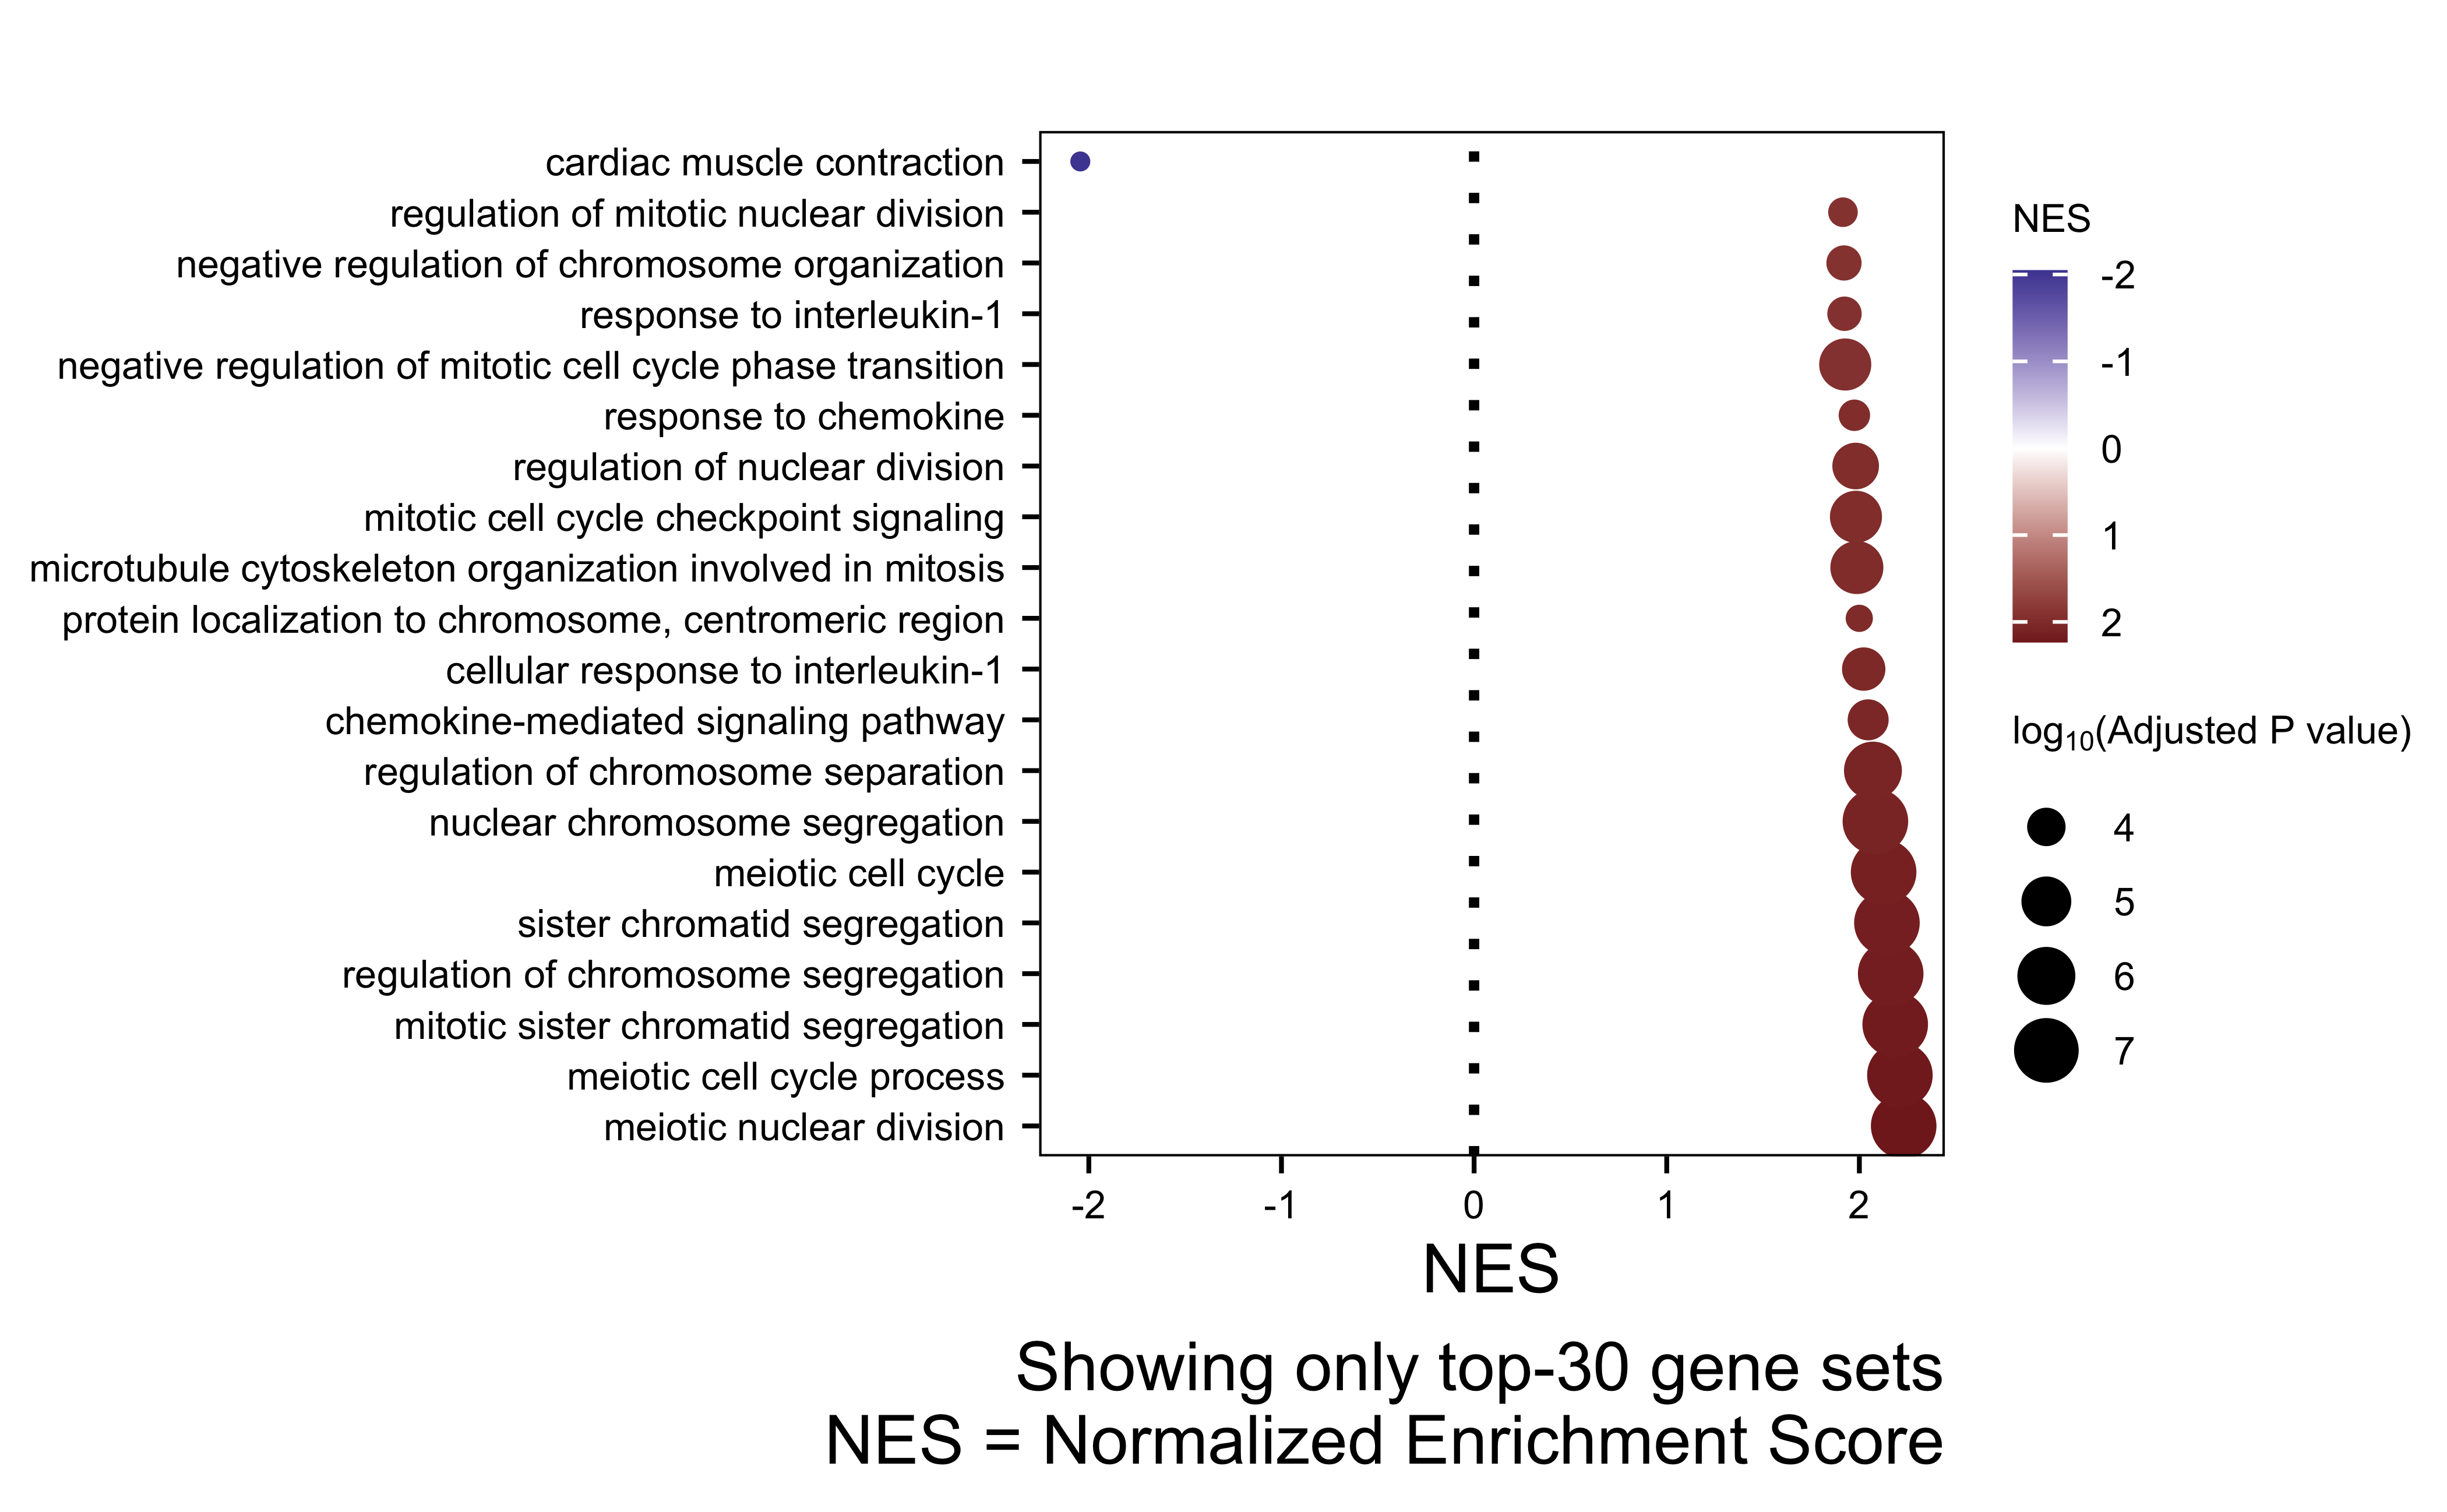 cardiac muscle contraction
regulation of mitotic nuclear division
negative regulation of chromosome organization
response to interleukin-1
negative regulation of mitotic cell cycle phase transition
response to chemokine
regulation of nuclear division
mitotic cell cycle checkpoint signaling
microtubule cytoskeleton organization involved in mitosis
protein localization to chromosome, centromeric region
cellular response to interleukin-1
chemokine-mediated signaling pathway
regulation of chromosome separation
nuclear chromosome segregation
meiotic cell cycle
sister chromatid segregation
regulation of chromosome segregation
mitotic sister chromatid segregation
meiotic cell cycle process
meiotic nuclear division
-2 -1 0 1 2
NES
Showing only top-30 gene sets
NES = Normalized Enrichment Score
NES
-2
-1
0
1
2
log₁₀(Adjusted P value)
4
5
6
7